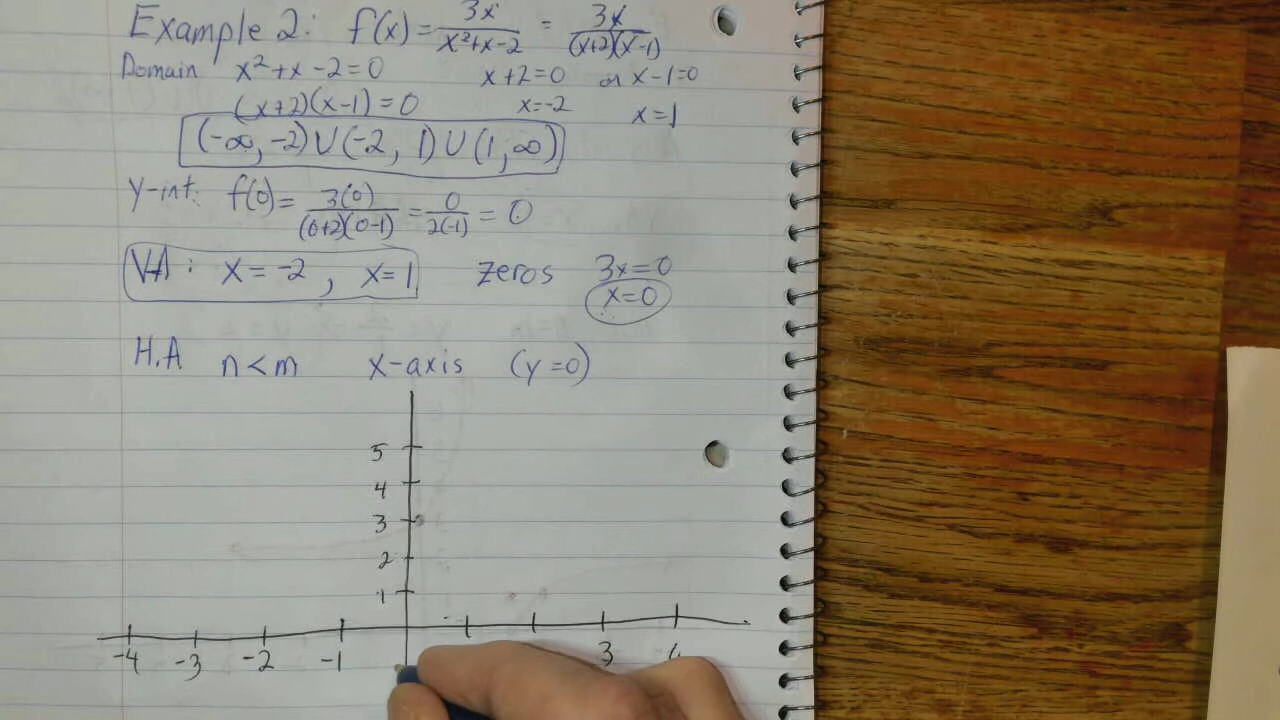 Example 2: f(x) = 3x/(x²+x-2) = 3x/((x+2)(x-1))
Domain x²+x-2=0 x+2=0 or x-1=0
(x+2)(x-1)=0 x=-2 x=1
(-∞,-2)U(-2, 1)U(1,∞)
Y-int: f(0)= 3(0)/((0+2)(0-1)) = 0/(2(-1)) = 0
VA: x=-2, x=1 zeros 3x=0
x=0
H.A n<m x-axis (y=0)
5
4
3
2
1
-4 -3 -2 -1 3